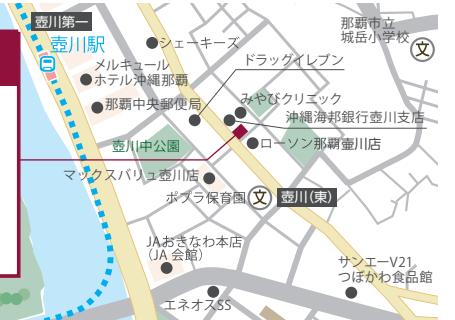 壺川第一
壺川駅
シェーキーズ
那覇市立
城岳小学校
文
メルキュール
ホテル沖縄那覇
ドラッグイレブン
みやびクリニック
那覇中央郵便局
沖縄海邦銀行壺川支店
壺川中公園
ローソン那覇壷川店
マックスバリュ壺川店
ポプラ保育園
文
壺川(東)
JAおきなわ本店
(JA 会館)
サンエーV21
つぼかわ食品館
エネオスSS